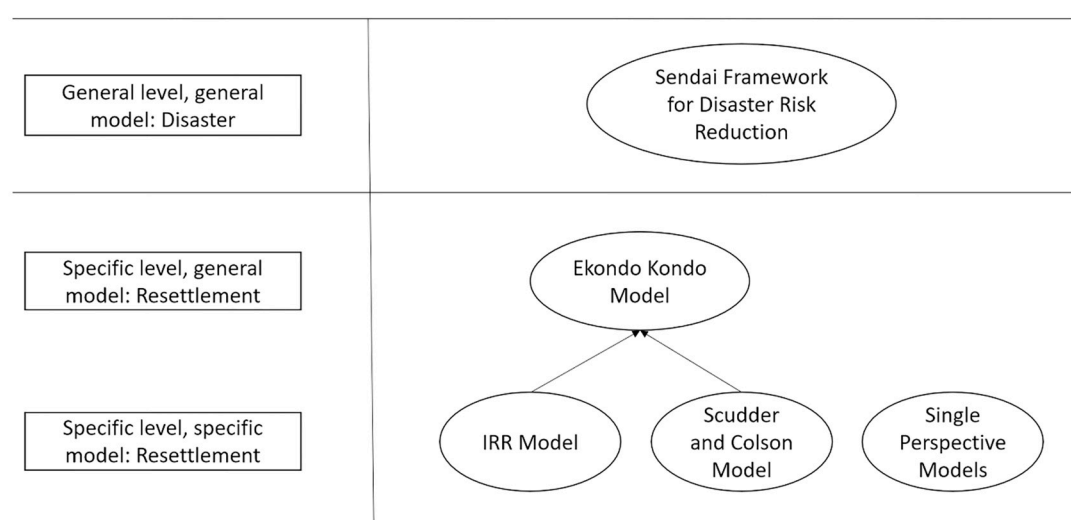 General level, general
model: Disaster
Sendai Framework
for Disaster Risk
Reduction
Specific level, general
model: Resettlement
Ekondo Kondo
Model
Specific level, specific
model: Resettlement
IRR Model
Scudder
and Colson
Model
Single
Perspective
Models